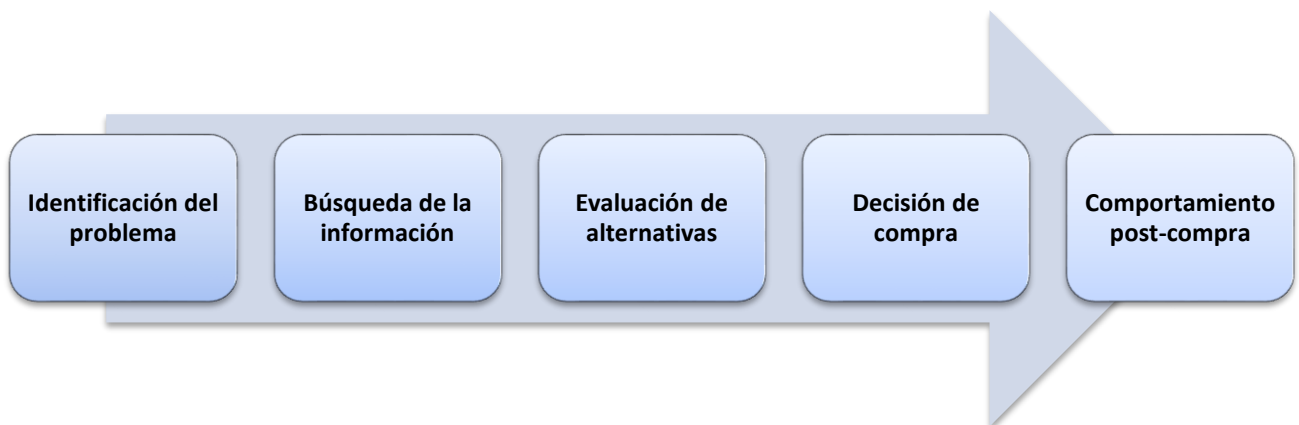 Identificación del
problema
Búsqueda de la
información
Evaluación de
alternativas
Decisión de
compra
Comportamiento
post-compra